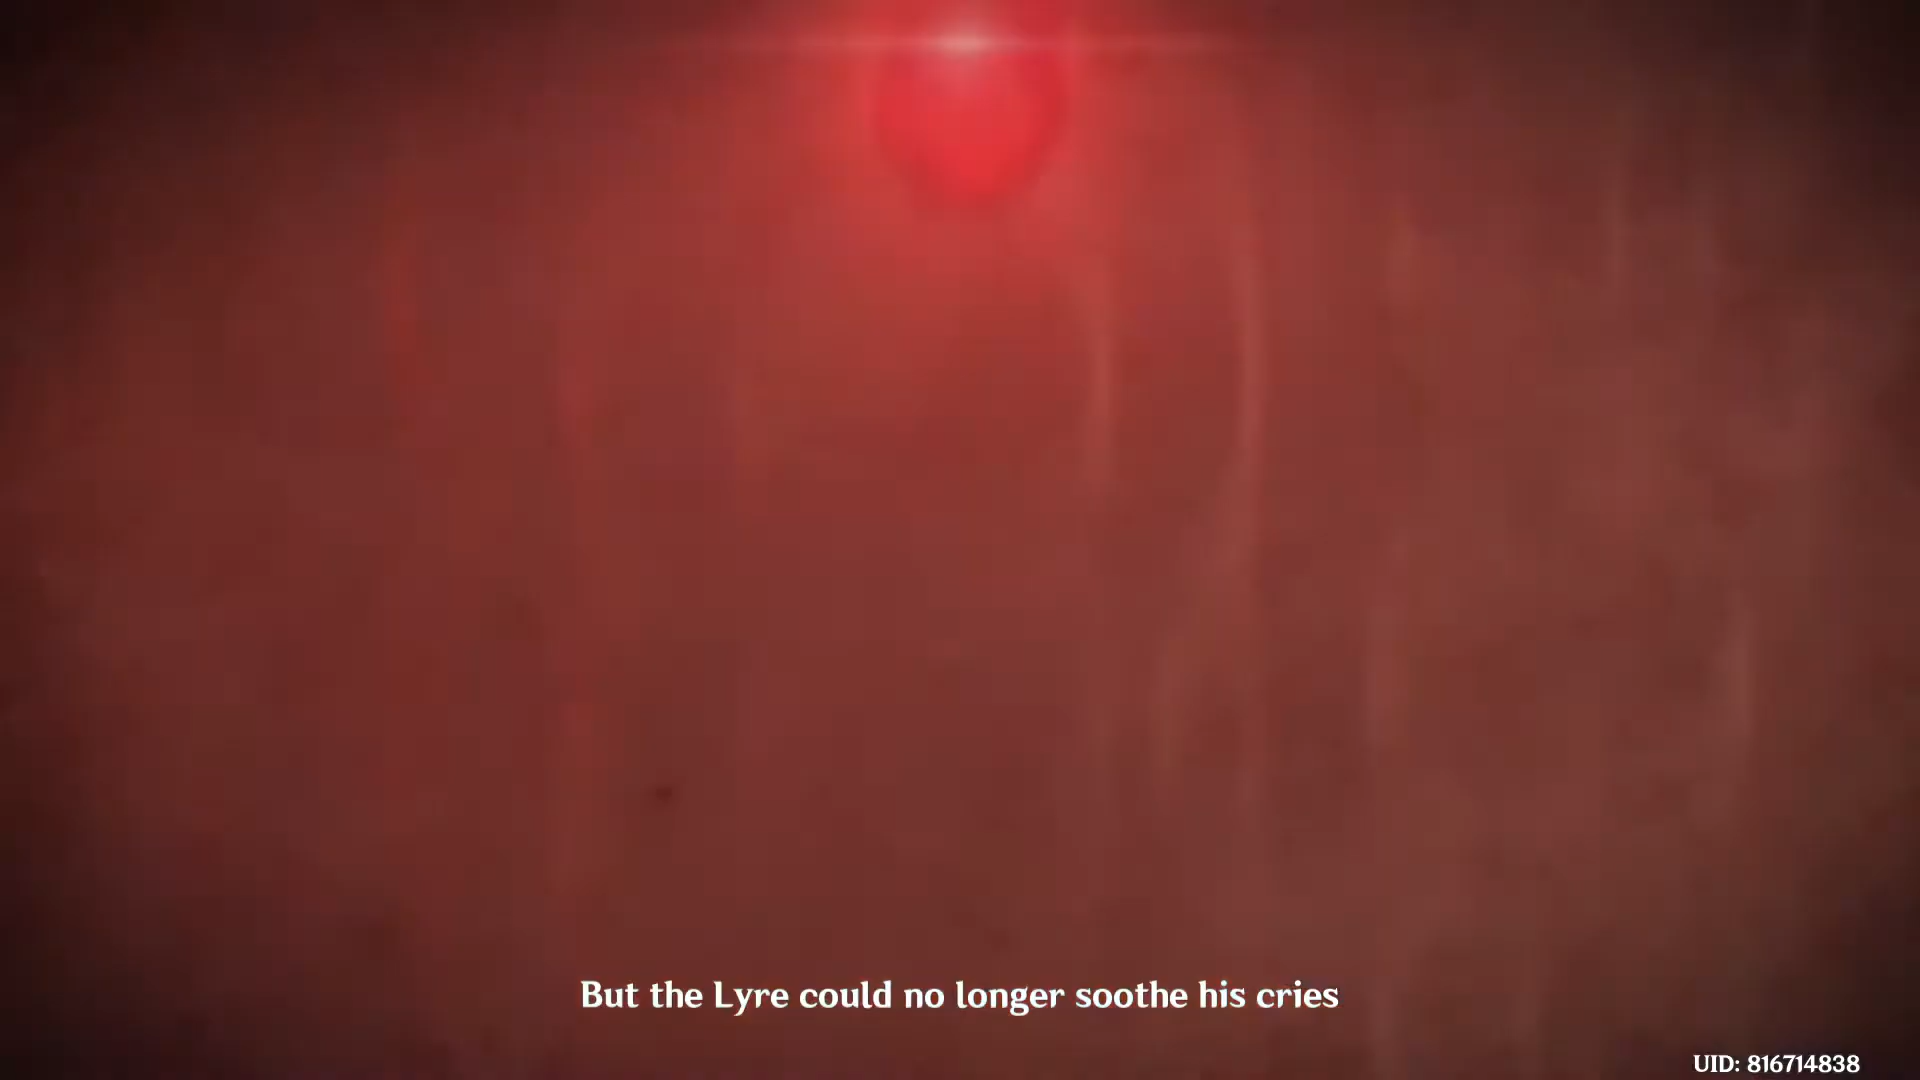 But the Lyre could no longer soothe his cries
UID: 816714838